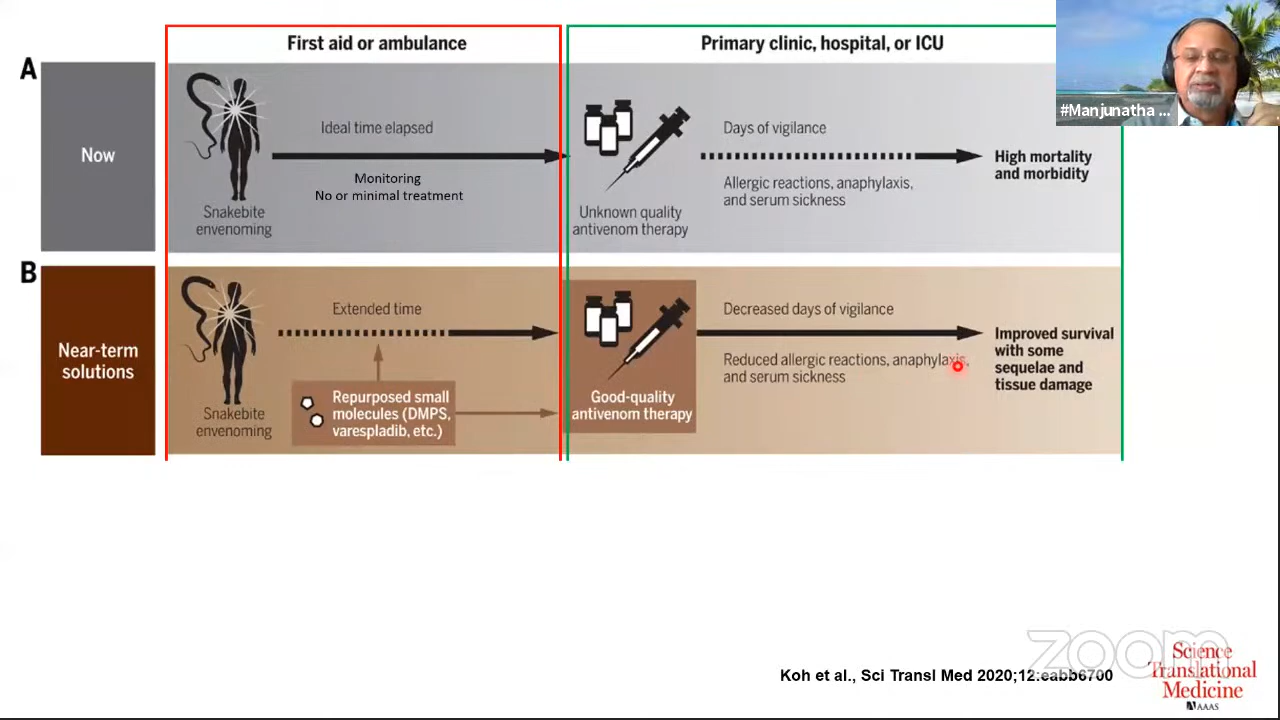 First aid or ambulance
Primary clinic, hospital, or ICU
#Manjunatha ...
A
Now
Snakebite
envenoming
Ideal time elapsed
Monitoring
No or minimal treatment
Unknown quality
antivenom therapy
Days of vigilance
Allergic reactions, anaphylaxis,
and serum sickness
High mortality
and morbidity
B
Near-term
solutions
Snakebite
envenoming
Extended time
Repurposed small
molecules (DMPS,
varespladib, etc.)
Good-quality
antivenom therapy
Decreased days of vigilance
Reduced allergic reactions, anaphylaxis,
and serum sickness
Improved survival
with some
sequelae and
tissue damage
zoom
Koh et al., Sci Transl Med 2020;12:eabb6700
Science
Translational
Medicine
AAAS